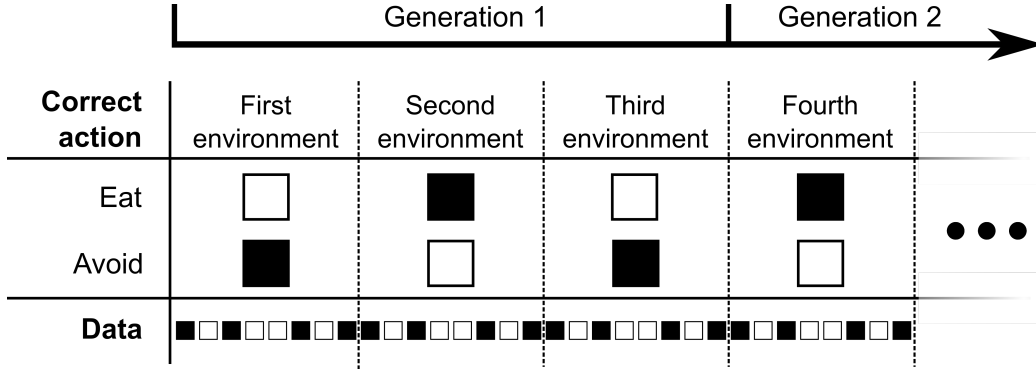 Generation 1
Generation 2
Correct
action
First
environment
Second
environment
Third
environment
Fourth
environment
Eat
Avoid
Data